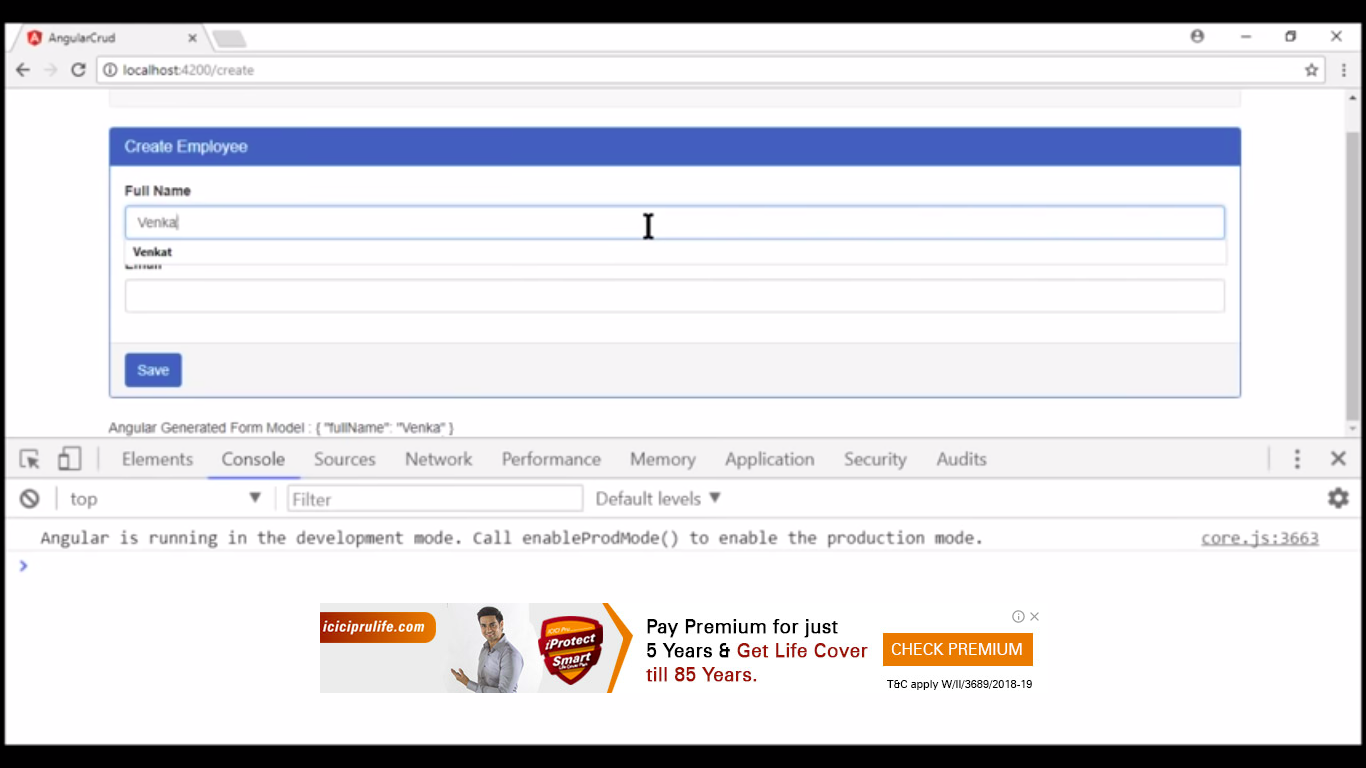 AngularCrud
localhost:4200/create
Create Employee
Full Name
Venka
Venkat
Email
Save
Angular Generated Form Model : { "fullName": "Venka" }
Elements Console Sources Network Performance Memory Application Security Audits
top Filter Default levels
Angular is running in the development mode. Call enableProdMode() to enable the production mode. core.js:3663
iciciprulife.com
iProtect
Smart
Pay Premium for just
5 Years & Get Life Cover
till 85 Years.
CHECK PREMIUM
T&C apply W/II/3689/2018-19